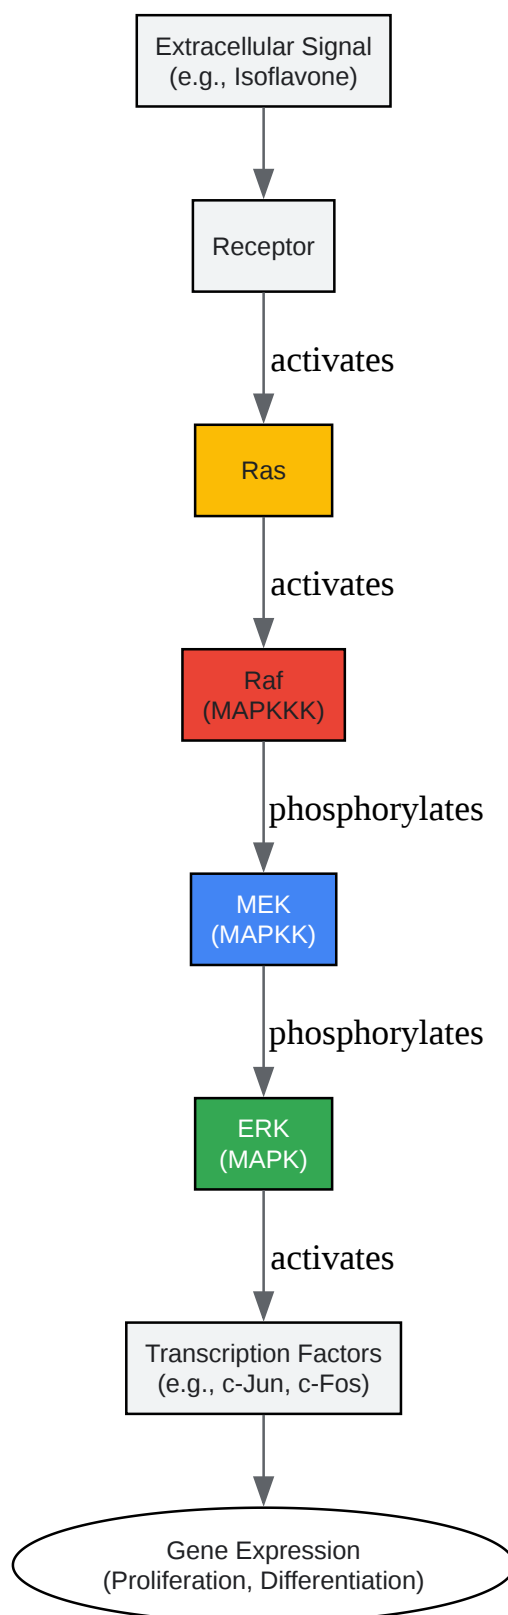 Extracellular Signal
(e.g., Isoflavone)
Receptor
activates
Ras
activates
Raf
(MAPKKK)
phosphorylates
MEK
(MAPKK)
phosphorylates
ERK
(MAPK)
activates
Transcription Factors
(e.g., c-Jun, c-Fos)
Gene Expression
(Proliferation, Differentiation)